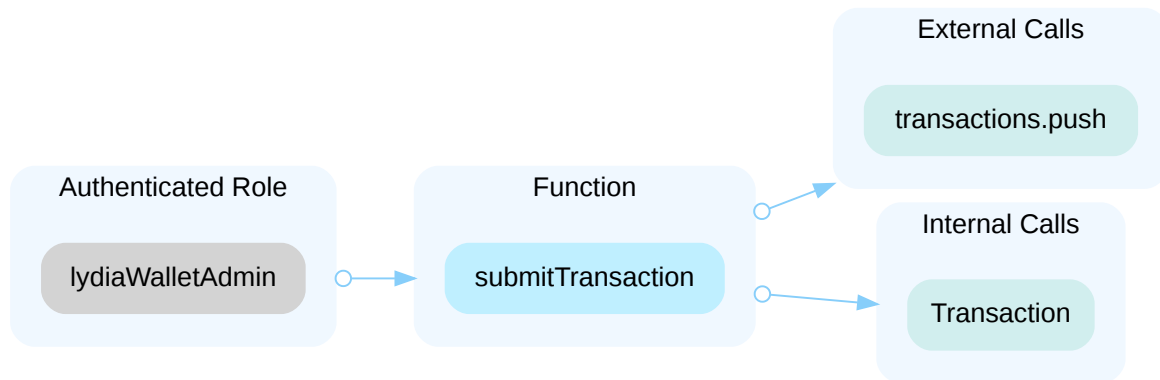 Authenticated Role
lydiaWalletAdmin
Function
submitTransaction
External Calls
transactions.push
Internal Calls
Transaction